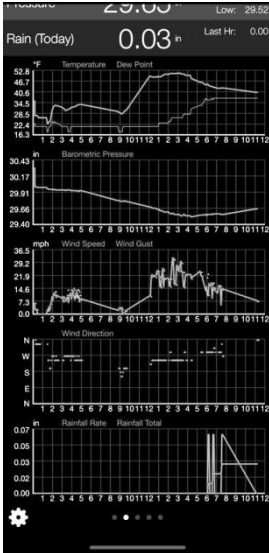 Pressure 29.65 in Low: 29.52
Rain (Today) 0.03 in Last Hr: 0.00
°F Temperature Dew Point
52.8
46.7
40.6
34.5
28.5
22.4
16.3
1 2 3 4 5 6 7 8 9 10 11 12 1 2 3 4 5 6 7 8 9 10 11 12
in Barometric Pressure
30.43
30.17
29.91
29.66
29.40
1 2 3 4 5 6 7 8 9 10 11 12 1 2 3 4 5 6 7 8 9 10 11 12
mph Wind Speed Wind Gust
36.5
29.2
21.9
14.6
7.3
0.0
1 2 3 4 5 6 7 8 9 10 11 12 1 2 3 4 5 6 7 8 9 10 11 12
Wind Direction
N
W
S
E
N
1 2 3 4 5 6 7 8 9 10 11 12 1 2 3 4 5 6 7 8 9 10 11 12
in Rainfall Rate Rainfall Total
0.07
0.05
0.03
0.02
0.00
1 2 3 4 5 6 7 8 9 10 11 12 1 2 3 4 5 6 7 8 9 10 11 12